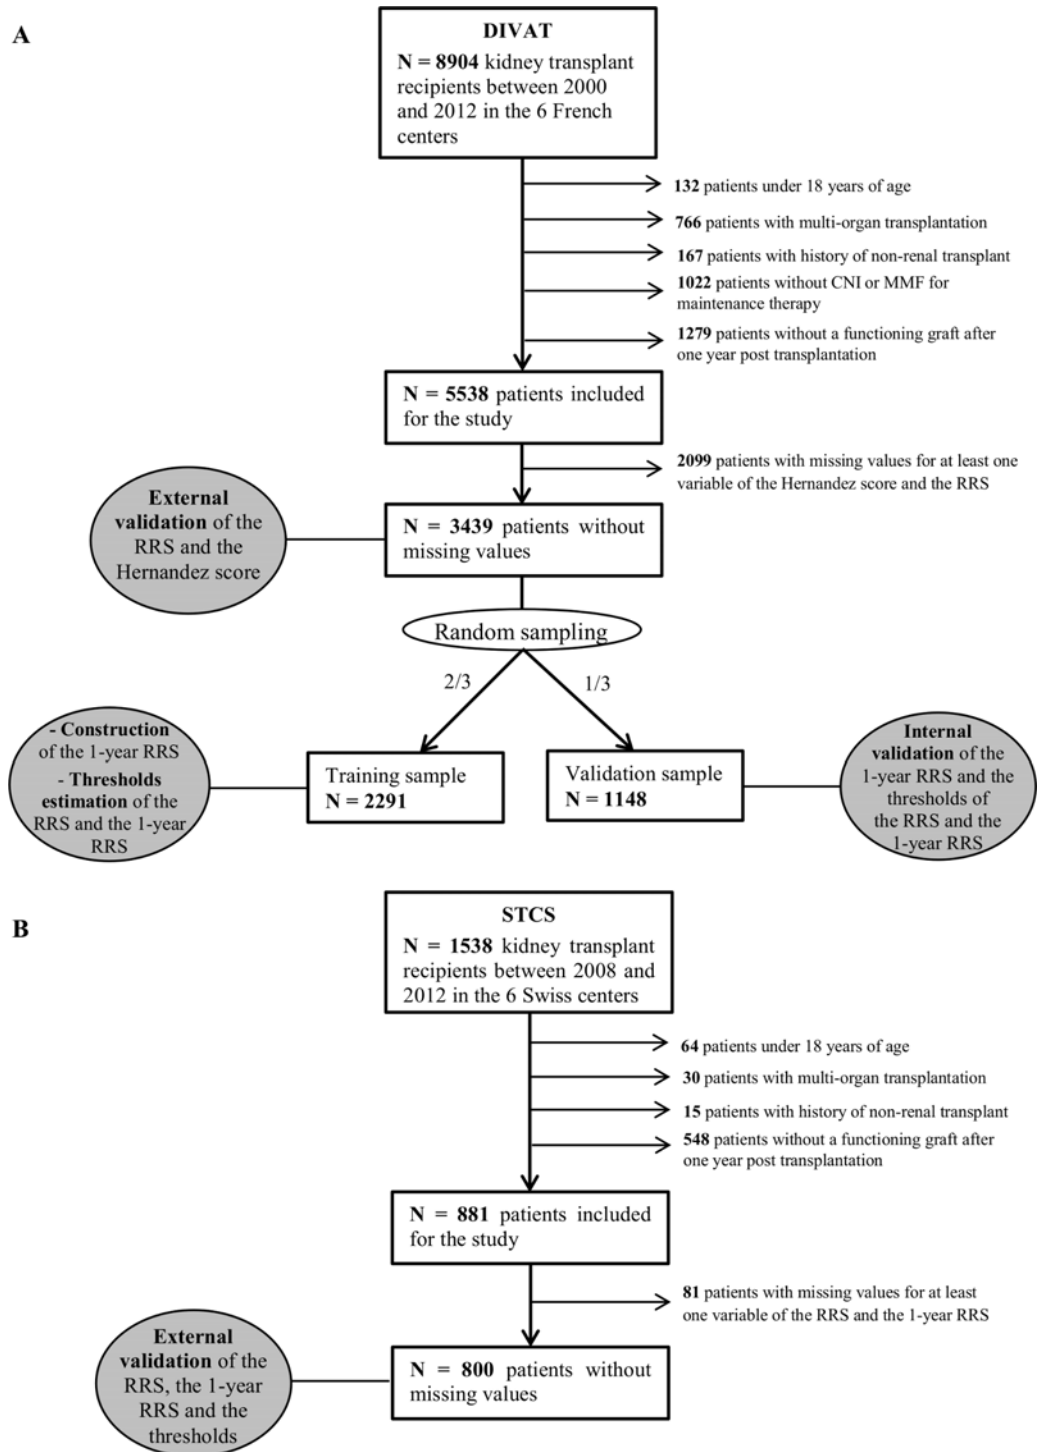 A
DIVAT
N = 8904 kidney transplant
recipients between 2000
and 2012 in the 6 French
centers
132 patients under 18 years of age
766 patients with multi-organ transplantation
167 patients with history of non-renal transplant
1022 patients without CNI or MMF for
maintenance therapy
1279 patients without a functioning graft after
one year post transplantation
N = 5538 patients included
for the study
2099 patients with missing values for at least one
variable of the Hernandez score and the RRS
External
validation of the
RRS and the
Hernandez score
N = 3439 patients without
missing values
Random sampling
2/3
1/3
- Construction
of the 1-year RRS
- Thresholds
estimation of the
RRS and the 1-year
RRS
Training sample
N = 2291
Validation sample
N = 1148
Internal
validation of the
1-year RRS and the
thresholds of
the RRS and the
1-year RRS
B
STCS
N = 1538 kidney transplant
recipients between 2008 and
2012 in the 6 Swiss centers
64 patients under 18 years of age
30 patients with multi-organ transplantation
15 patients with history of non-renal transplant
548 patients without a functioning graft after
one year post transplantation
N = 881 patients included
for the study
81 patients with missing values for at least
one variable of the RRS and the 1-year RRS
External
validation of the
RRS, the 1-year
RRS and the
thresholds
N = 800 patients without
missing values